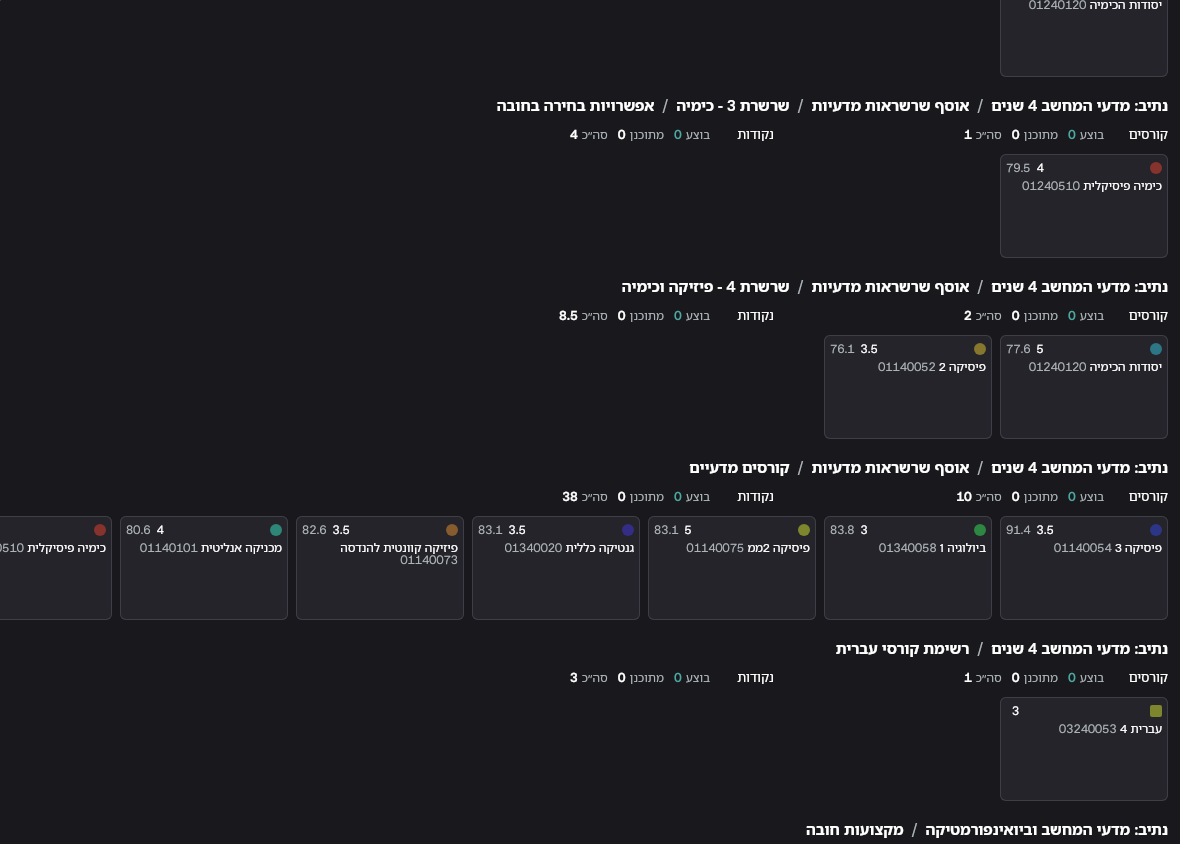 יסודות הכימיה 01240120
נתיב: מדעי המחשב 4 שנים / אוסף שרשראות מדעיות / שרשרת 3 - כימיה / אפשרויות בחירה בחובה
קורסים בוצע 0 מתוכנן 0 סה״כ 1 נקודות בוצע 0 מתוכנן 0 סה״כ 4
4 79.5
כימיה פיסיקלית 01240510
נתיב: מדעי המחשב 4 שנים / אוסף שרשראות מדעיות / שרשרת 4 - פיזיקה וכימיה
קורסים בוצע 0 מתוכנן 0 סה״כ 2 נקודות בוצע 0 מתוכנן 0 סה״כ 8.5
5 77.6
יסודות הכימיה 01240120
3.5 76.1
פיסיקה 2 01140052
נתיב: מדעי המחשב 4 שנים / אוסף שרשראות מדעיות / קורסים מדעיים
קורסים בוצע 0 מתוכנן 0 סה״כ 10 נקודות בוצע 0 מתוכנן 0 סה״כ 38
3.5 91.4
פיסיקה 3 01140054
3 83.8
ביולוגיה 1 01340058
5 83.1
פיסיקה 2ממ 01140075
3.5 83.1
גנטיקה כללית 01340020
3.5 82.6
פיזיקה קוונטית להנדסה
01140073
4 80.6
מכניקה אנליטית 01140101
כימיה פיסיקלית 0510
נתיב: מדעי המחשב 4 שנים / רשימת קורסי עברית
קורסים בוצע 0 מתוכנן 0 סה״כ 1 נקודות בוצע 0 מתוכנן 0 סה״כ 3
3
עברית 4 03240053
נתיב: מדעי המחשב וביואינפורמטיקה / מקצועות חובה